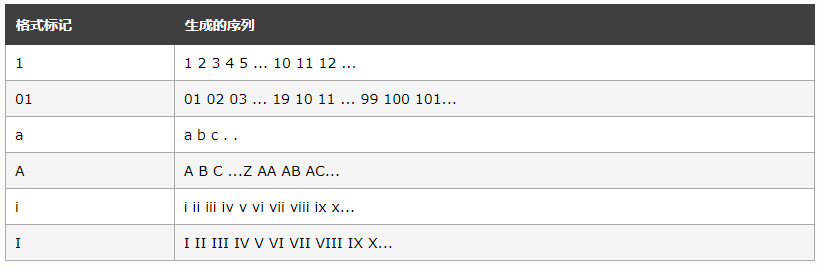 格式标记 生成的序列
1 1 2 3 4 5 ... 10 11 12 ...
01 01 02 03 ... 19 10 11 ... 99 100 101...
a a b c . .
A A B C ...Z AA AB AC...
i i ii iii iv v vi vii viii ix x...
I I II III IV V VI VII VIII IX X...